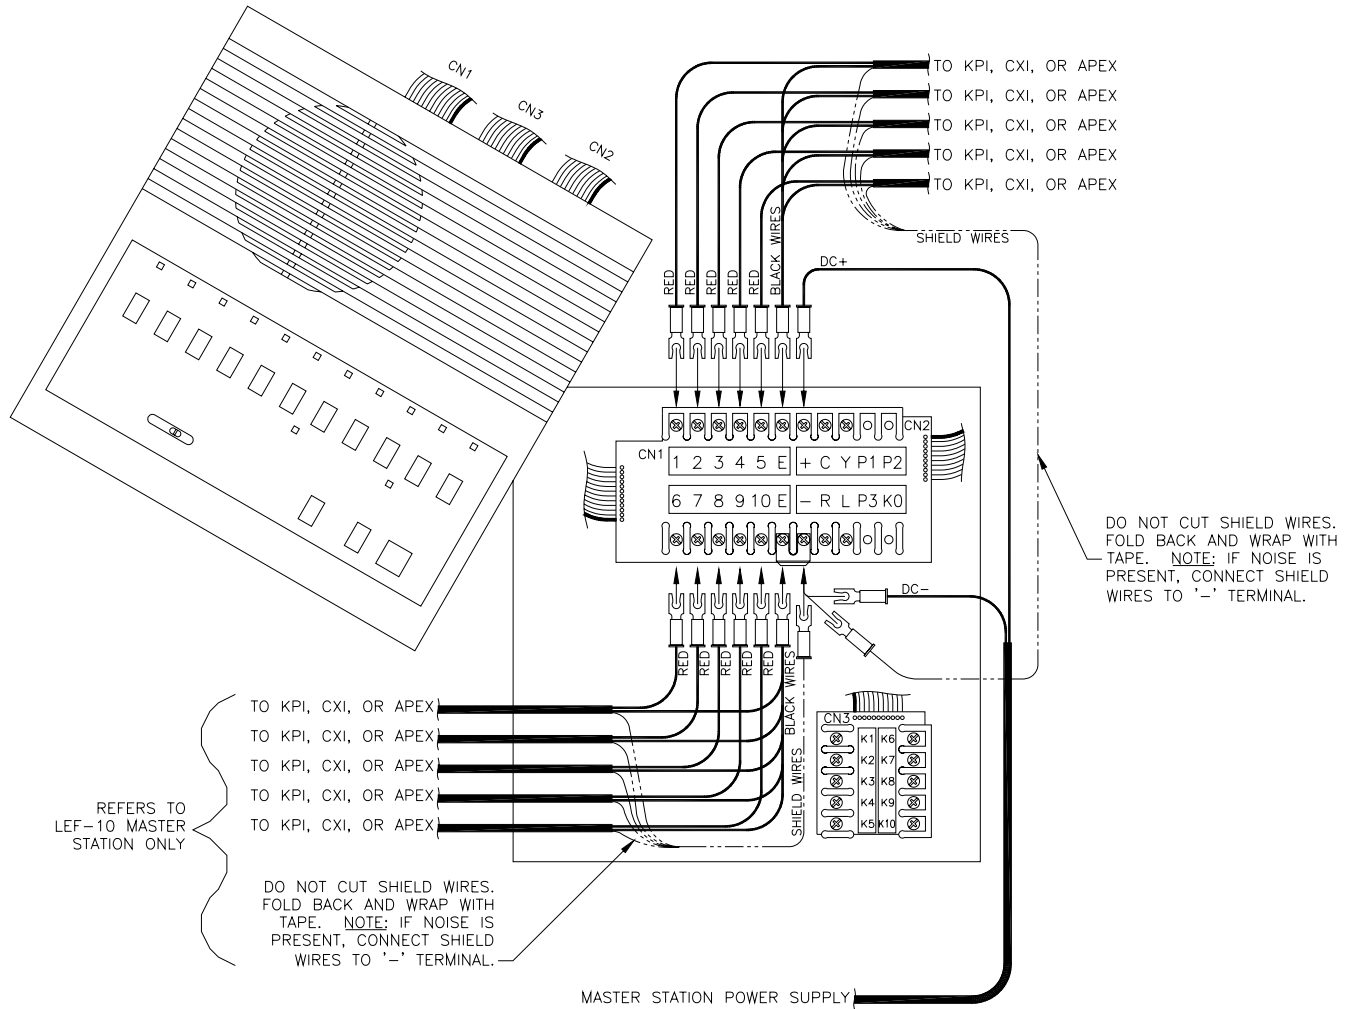 CN1
CN3
CN2
TO KPI, CXI, OR APEX
TO KPI, CXI, OR APEX
TO KPI, CXI, OR APEX
TO KPI, CXI, OR APEX
TO KPI, CXI, OR APEX
SHIELD WIRES
DC+
RED
RED
RED
RED
RED
BLACK WIRES
CN1
CN2
1 2 3 4 5 E
+ C Y P1 P2
6 7 8 9 10 E
- R L P3 K0
DO NOT CUT SHIELD WIRES.
FOLD BACK AND WRAP WITH
TAPE. NOTE: IF NOISE IS
PRESENT, CONNECT SHIELD
WIRES TO '-' TERMINAL.
DC-
RED
RED
RED
RED
RED
BLACK WIRES
SHIELD WIRES
CN3
K1 K6
K2 K7
K3 K8
K4 K9
K5 K10
TO KPI, CXI, OR APEX
TO KPI, CXI, OR APEX
TO KPI, CXI, OR APEX
TO KPI, CXI, OR APEX
TO KPI, CXI, OR APEX
REFERS TO
LEF-10 MASTER
STATION ONLY
DO NOT CUT SHIELD WIRES.
FOLD BACK AND WRAP WITH
TAPE. NOTE: IF NOISE IS
PRESENT, CONNECT SHIELD
WIRES TO '-' TERMINAL.
MASTER STATION POWER SUPPLY